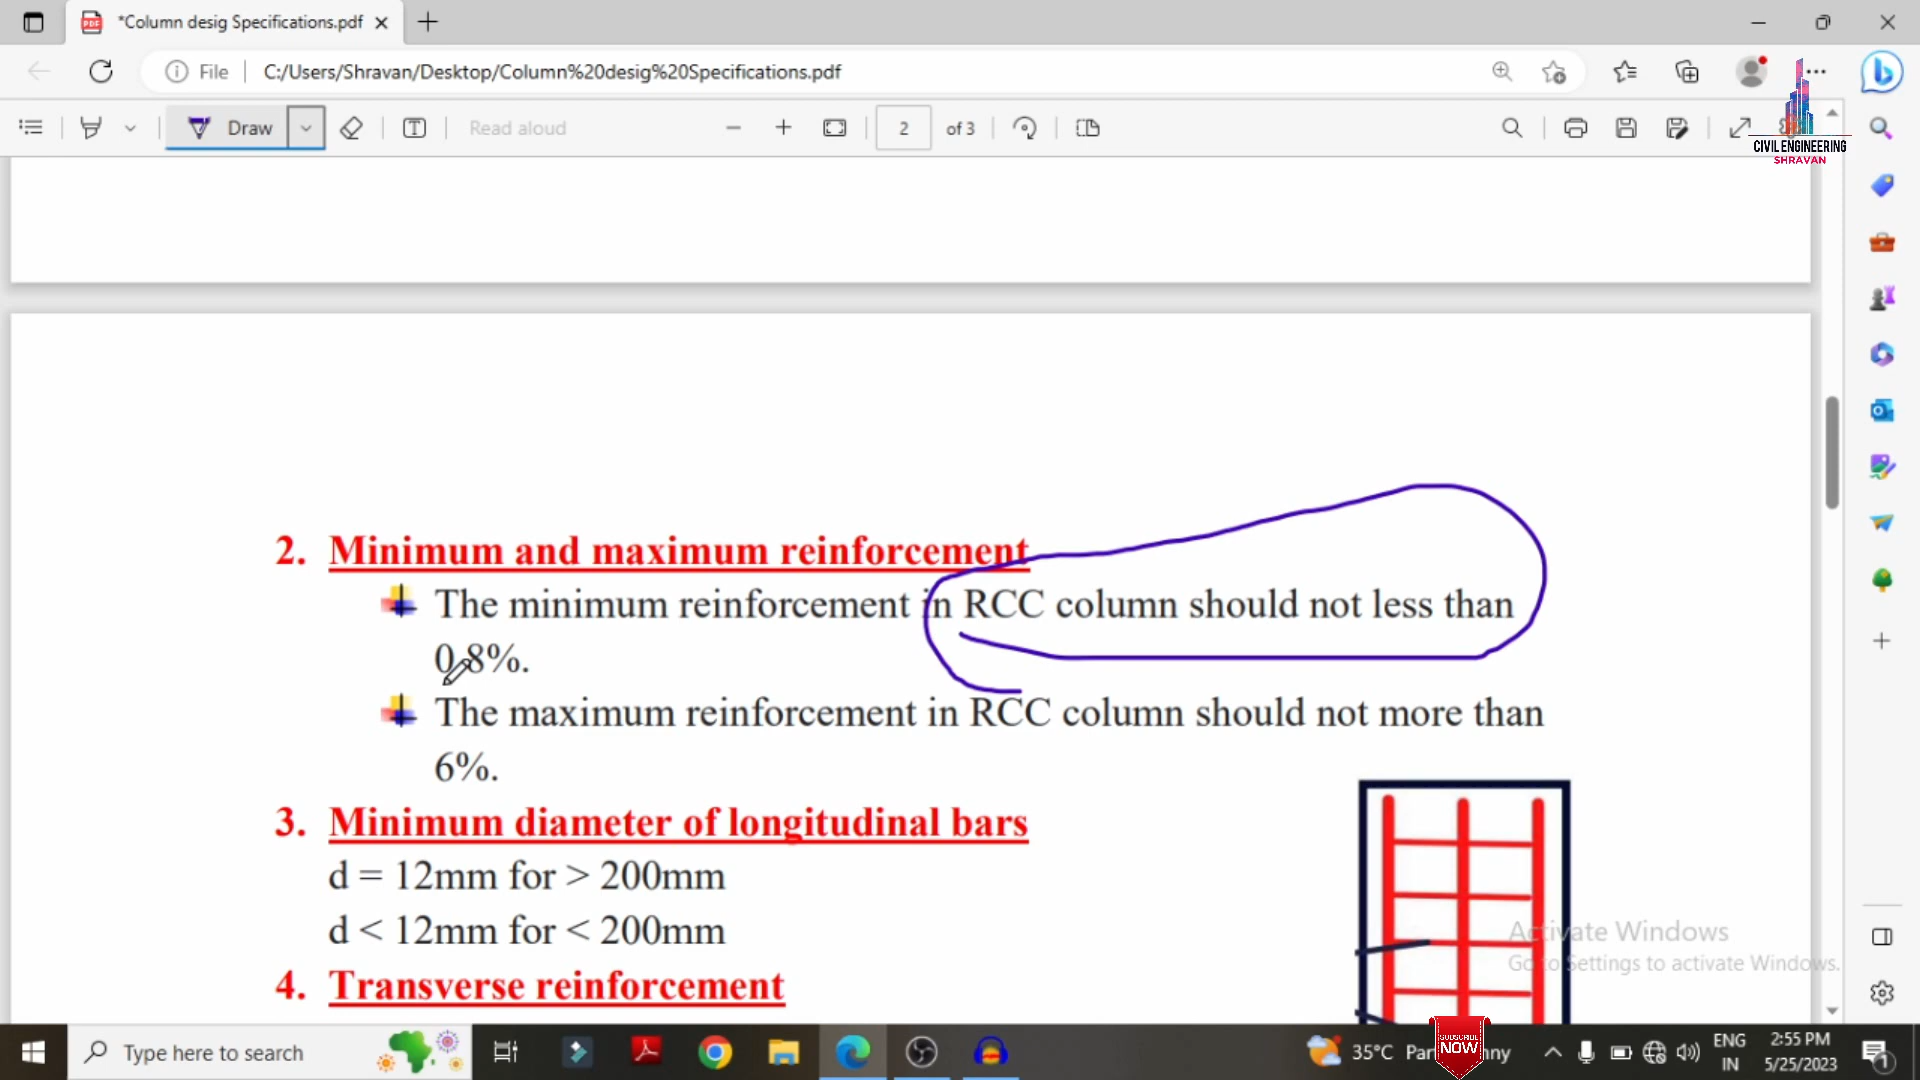 *Column desig Specifications.pdf
File
C:/Users/Shravan/Desktop/Column%20desig%20Specifications.pdf
Draw
Read aloud
2
of 3
CIVIL ENGINEERING
SHRAVAN
2. Minimum and maximum reinforcement
The minimum reinforcement in RCC column should not less than
0.8%.
The maximum reinforcement in RCC column should not more than
6%.
3. Minimum diameter of longitudinal bars
d = 12mm for > 200mm
d < 12mm for < 200mm
4. Transverse reinforcement
Activate Windows
Go to Settings to activate Windows.
Type here to search
35°C
SUBSCRIBE
NOW
ENG
IN
2:55 PM
5/25/2023
1